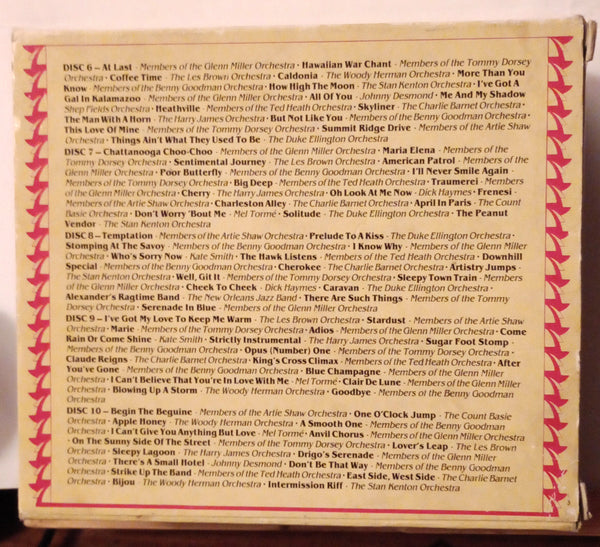 DISC 6 – At Last · Members of the Glenn Miller Orchestra · Hawaiian War Chant · Members of the Tommy Dorsey
Orchestra · Coffee Time · The Les Brown Orchestra · Caldonia · The Woody Herman Orchestra · More Than You
Know · Members of the Benny Goodman Orchestra · How High The Moon · The Stan Kenton Orchestra · I've Got A
Gal In Kalamazoo · Members of the Glenn Miller Orchestra · All Of You · Johnny Desmond · Me And My Shadow
Shep Fields Orchestra · Heathville · Members of the Ted Heath Orchestra · Skyliner · The Charlie Barnet Orchestra ·
The Man With A Horn · The Harry James Orchestra · But Not Like You · Members of the Benny Goodman Orchestra ·
This Love Of Mine · Members of the Tommy Dorsey Orchestra · Summit Ridge Drive · Members of the Artie Shaw
Orchestra · Things Ain't What They Used To Be · The Duke Ellington Orchestra
DISC 7 – Chattanooga Choo-Choo · Members of the Glenn Miller Orchestra · Maria Elena · Members of the
Tommy Dorsey Orchestra · Sentimental Journey · The Les Brown Orchestra · American Patrol · Members of the
Glenn Miller Orchestra · Poor Butterfly · Members of the Benny Goodman Orchestra · I'll Never Smile Again ·
Members of the Tommy Dorsey Orchestra · Big Deep · Members of the Ted Heath Orchestra · Traumerei · Members
of the Glenn Miller Orchestra · Cherry · The Harry James Orchestra · Oh Look At Me Now · Dick Haymes · Frenesi ·
Members of the Artie Shaw Orchestra · Charleston Alley · The Charlie Barnet Orchestra · April In Paris · The Count
Basie Orchestra · Don't Worry 'Bout Me · Mel Tormé · Solitude · The Duke Ellington Orchestra · The Peanut
Vendor · The Stan Kenton Orchestra
DISC 8 – Temptation · Members of the Artie Shaw Orchestra · Prelude To A Kiss · The Duke Ellington Orchestra ·
Stomping At The Savoy · Members of the Benny Goodman Orchestra · I Know Why · Members of the Glenn Miller
Orchestra · Who's Sorry Now · Kate Smith · The Hawk Listens · Members of the Ted Heath Orchestra · Downhill
Special · Members of the Benny Goodman Orchestra · Cherokee · The Charlie Barnet Orchestra · Artistry Jumps ·
The Stan Kenton Orchestra · Well, Git It · Members of the Tommy Dorsey Orchestra · Sleepy Town Train · Members of
the Glenn Miller Orchestra · Cheek To Cheek · Dick Haymes · Caravan · The Duke Ellington Orchestra ·
Alexander's Ragtime Band · The New Orleans Jazz Band · There Are Such Things · Members of the Tommy
Dorsey Orchestra · Serenade In Blue · Members of the Glenn Miller Orchestra
DISC 9 – I've Got My Love To Keep Me Warm · The Les Brown Orchestra · Stardust · Members of the Artie Shaw
Orchestra · Marie · Members of the Tommy Dorsey Orchestra · Adios · Members of the Glenn Miller Orchestra · Come
Rain Or Come Shine · Kate Smith · Strictly Instrumental · The Harry James Orchestra · Sugar Foot Stomp ·
Members of the Benny Goodman Orchestra · Opus (Number) One · Members of the Tommy Dorsey Orchestra ·
Claude Reigns · The Charlie Barnet Orchestra · King's Cross Climax · Members of the Ted Heath Orchestra · After
You've Gone · Members of the Benny Goodman Orchestra · Blue Champagne · Members of the Glenn Miller
Orchestra · I Can't Believe That You're In Love With Me · Mel Tormé · Clair De Lune · Members of the Glenn Miller
Orchestra · Blowing Up A Storm · The Woody Herman Orchestra · Goodbye · Members of the Benny Goodman
Orchestra
DISC 10 – Begin The Beguine · Members of the Artie Shaw Orchestra · One O'Clock Jump · The Count Basie
Orchestra · Apple Honey · The Woody Herman Orchestra · A Smooth One · Members of the Benny Goodman
Orchestra · I Can't Give You Anything But Love · Mel Tormé · Anvil Chorus · Members of the Glenn Miller Orchestra
· On The Sunny Side Of The Street · Members of the Tommy Dorsey Orchestra · Lover's Leap · The Les Brown
Orchestra · Sleepy Lagoon · The Harry James Orchestra · Drigo's Serenade · Members of the Glenn Miller
Orchestra · There's A Small Hotel · Johnny Desmond · Don't Be That Way · Members of the Benny Goodman
Orchestra · Strike Up The Band · Members of the Ted Heath Orchestra · East Side, West Side · The Charlie Barnet
Orchestra · Bijou · The Woody Herman Orchestra · Intermission Riff · The Stan Kenton Orchestra